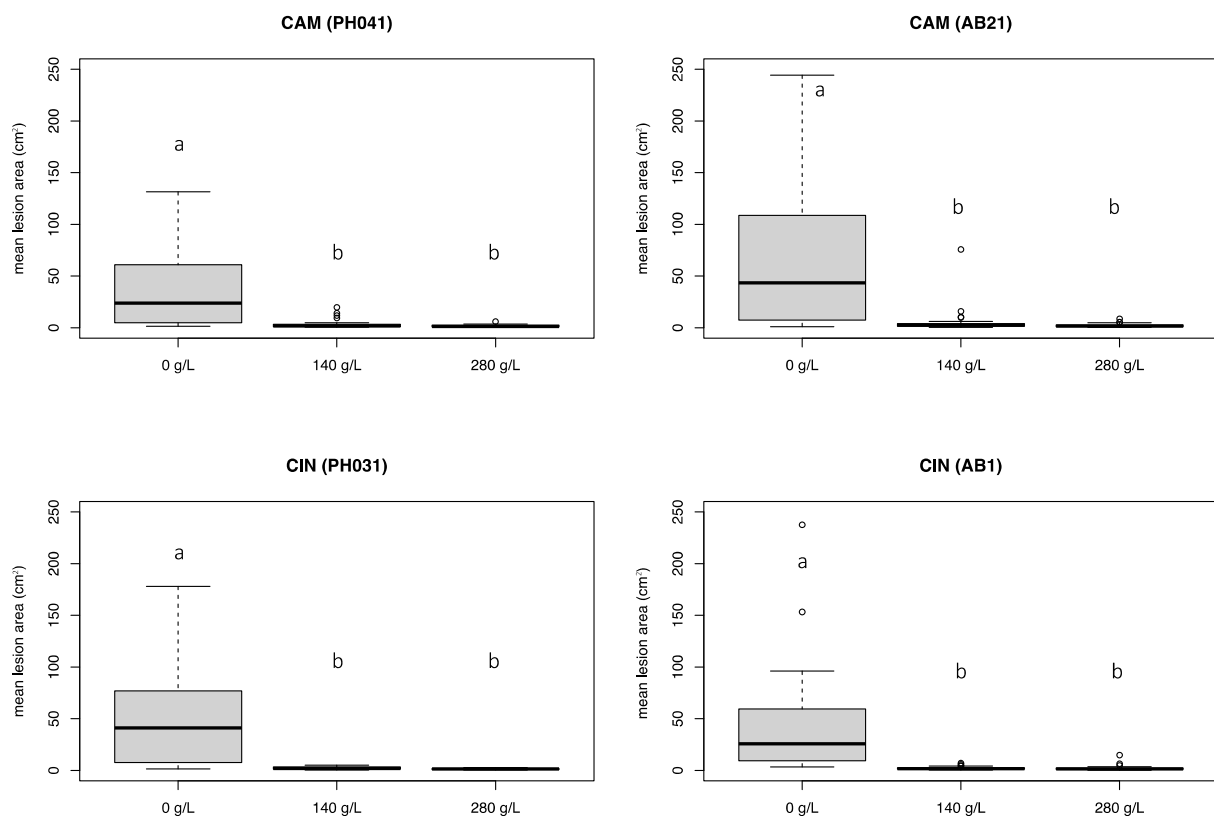 CAM (PH041)
mean lesion area (cm²)
250
200
150
100
50
0
a
b
b
0 g/L
140 g/L
280 g/L
CAM (AB21)
mean lesion area (cm²)
250
200
150
100
50
0
a
b
b
0 g/L
140 g/L
280 g/L
CIN (PH031)
mean lesion area (cm²)
250
200
150
100
50
0
a
b
b
0 g/L
140 g/L
280 g/L
CIN (AB1)
mean lesion area (cm²)
250
200
150
100
50
0
a
b
b
0 g/L
140 g/L
280 g/L